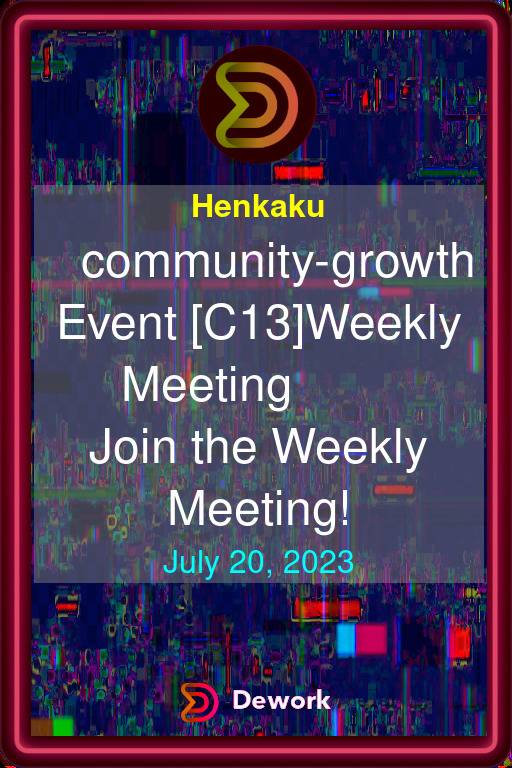 Henkaku
community-growth
Event [C13]Weekly
Meeting
Join the Weekly
Meeting!
July 20, 2023
Dework